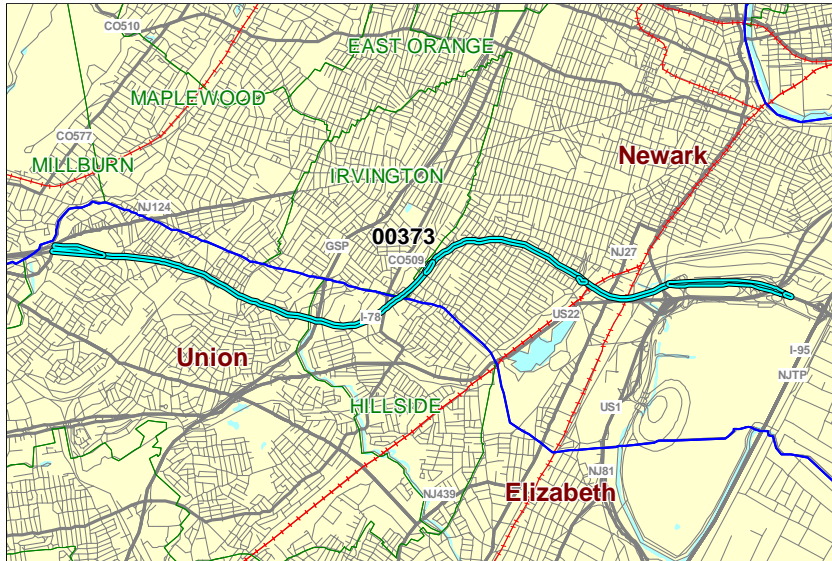 CO510
EAST ORANGE
MAPLEWOOD
CO577
Newark
MILLBURN
IRVINGTON
NJ124
00373
GSP
CO509
NJ27
I-78
US22
Union
I-95
NJTP
HILLSIDE
US1
NJ81
NJ439
Elizabeth